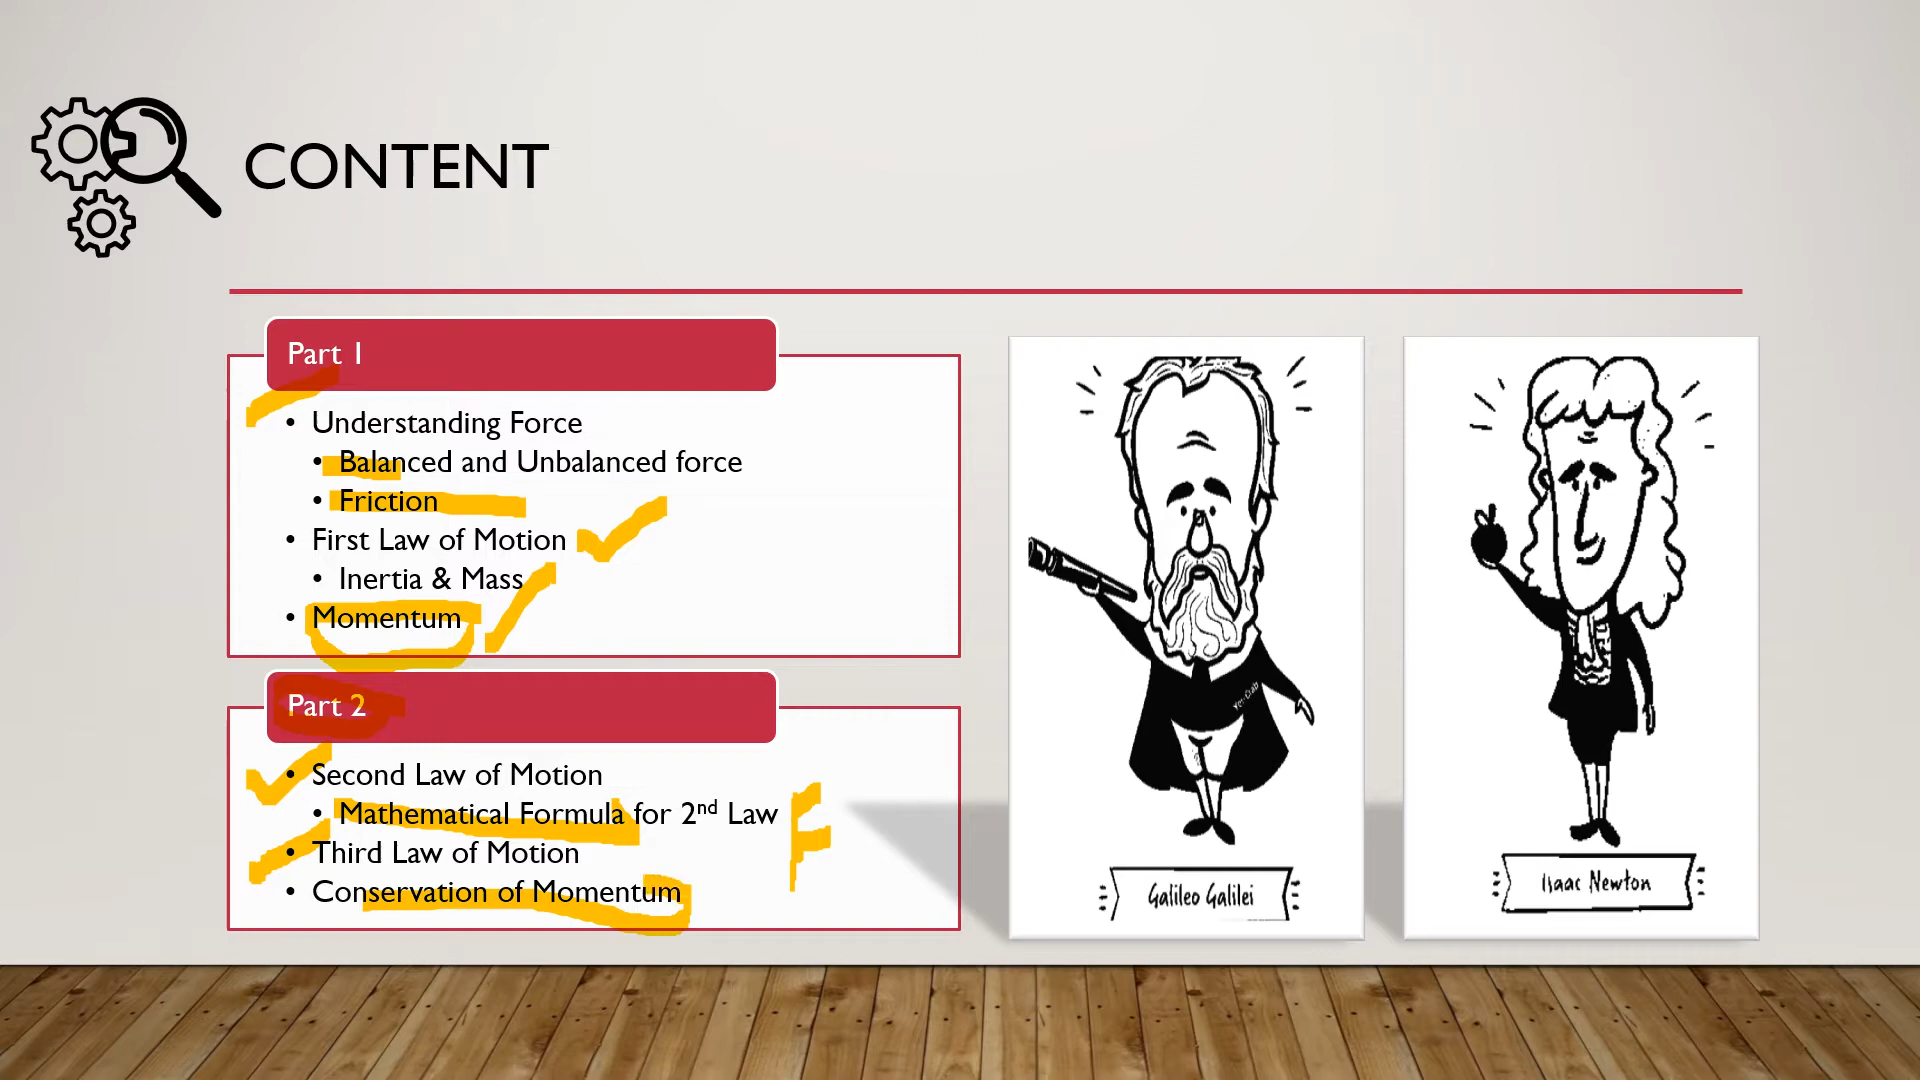 CONTENT
Part 1
• Understanding Force
• Balanced and Unbalanced force
• Friction
• First Law of Motion
• Inertia & Mass
• Momentum
Part 2
• Second Law of Motion
• Mathematical Formula for 2nd Law
• Third Law of Motion
• Conservation of Momentum
F
Galileo Galilei
Isaac Newton